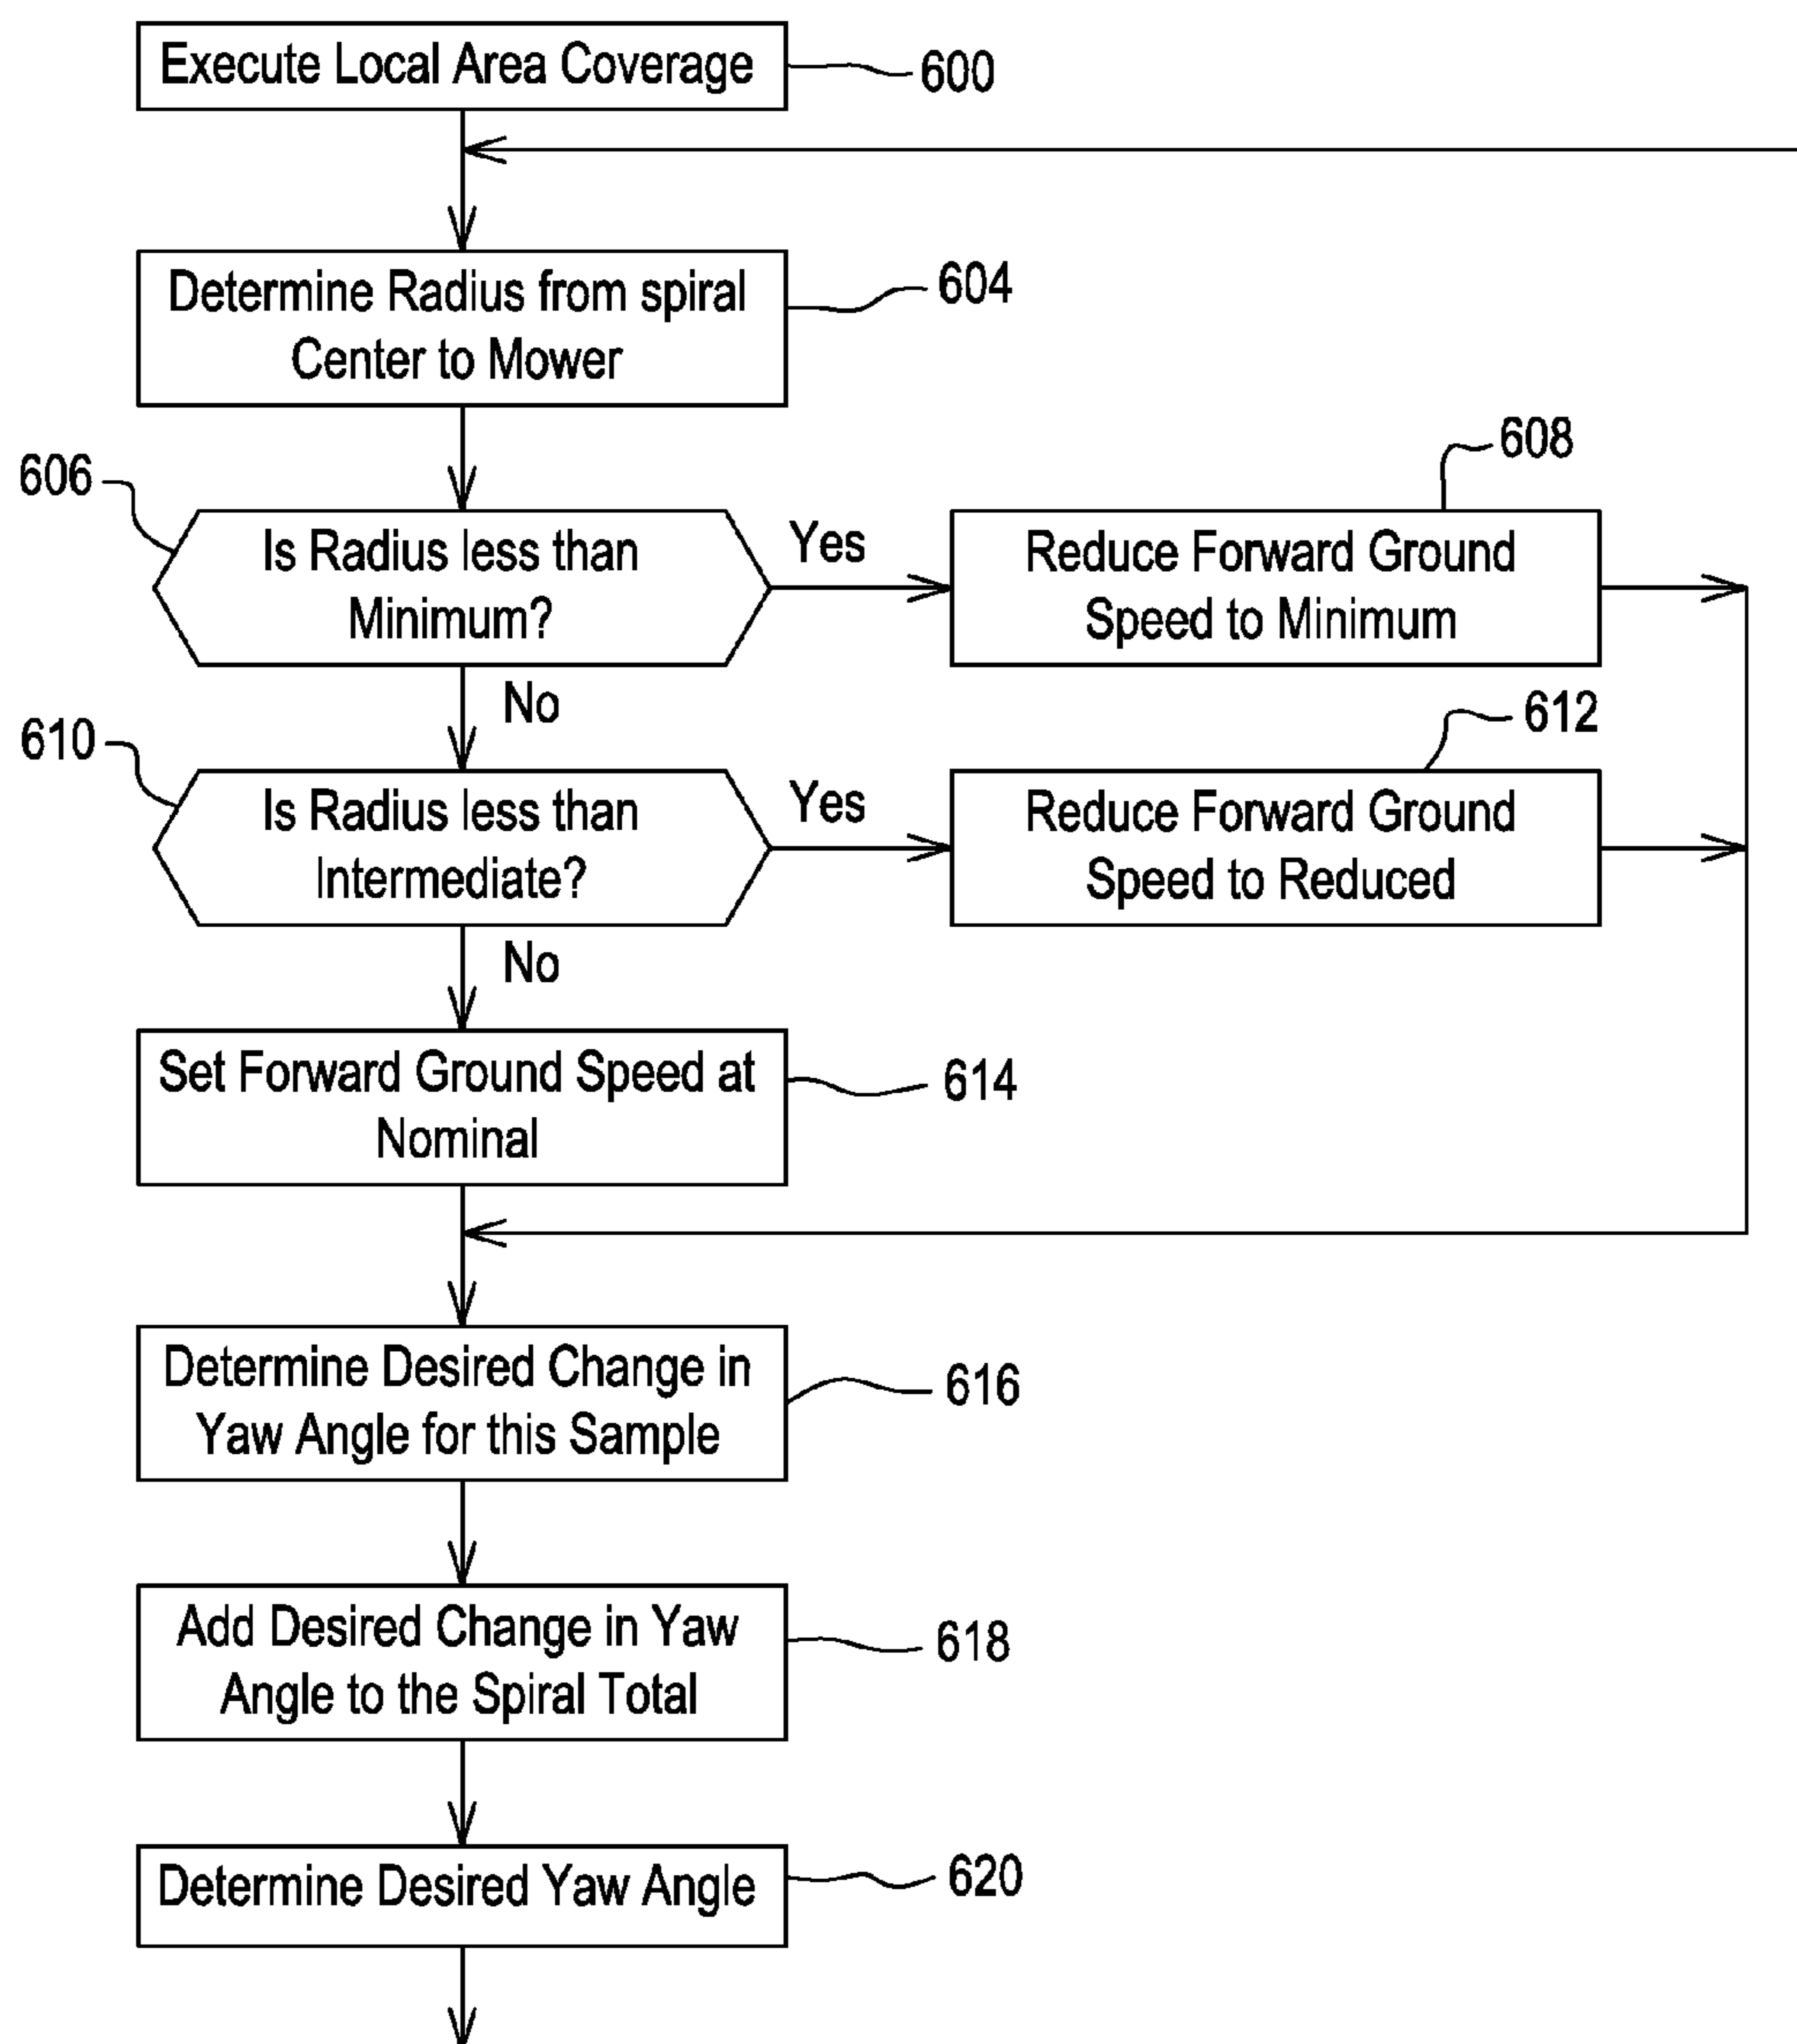 Execute Local Area Coverage
600
Determine Radius from spiral
Center to Mower
604
606
Is Radius less than
Minimum?
Yes
608
Reduce Forward Ground
Speed to Minimum
No
610
Is Radius less than
Intermediate?
Yes
612
Reduce Forward Ground
Speed to Reduced
No
Set Forward Ground Speed at
Nominal
614
Determine Desired Change in
Yaw Angle for this Sample
616
Add Desired Change in Yaw
Angle to the Spiral Total
618
Determine Desired Yaw Angle
620